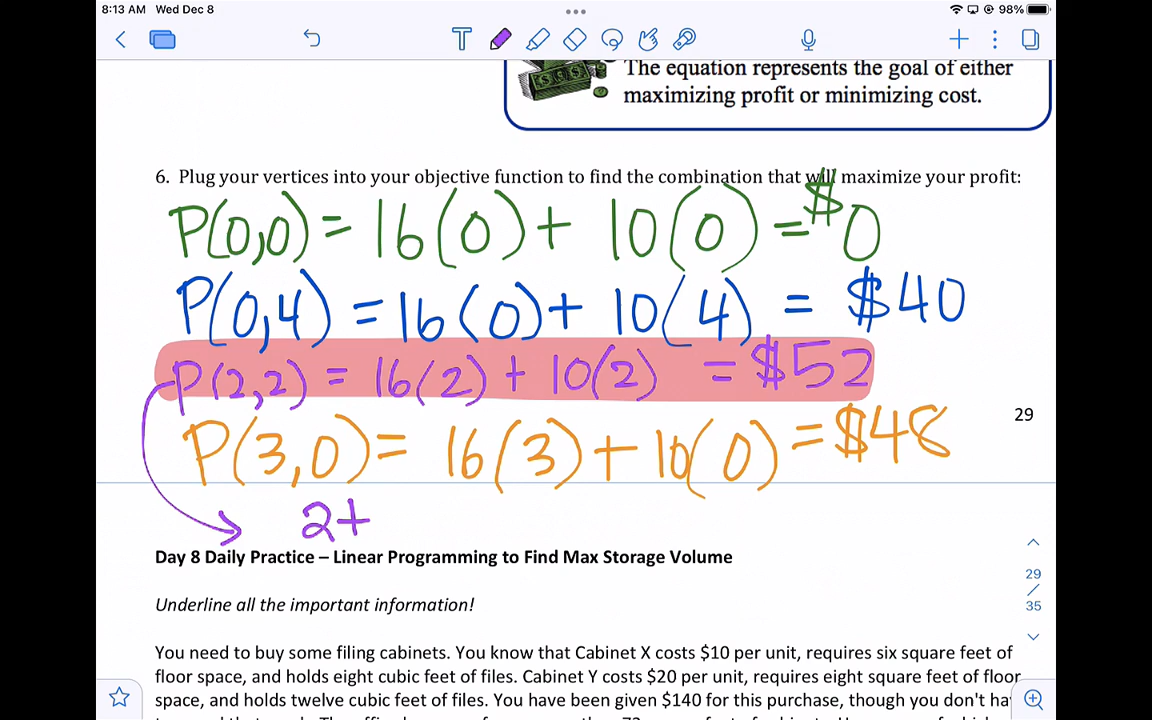 8:13 AM Wed Dec 8
98%
The equation represents the goal of either
maximizing profit or minimizing cost.
6. Plug your vertices into your objective function to find the combination that will maximize your profit:
P(0,0) = 16(0) + 10(0) = $0
P(0,4) = 16(0) + 10(4) = $40
P(2,2) = 16(2) + 10(2) = $52
29
P(3,0) = 16(3) + 10(0) = $48
2+
Day 8 Daily Practice – Linear Programming to Find Max Storage Volume
29
/
35
Underline all the important information!
You need to buy some filing cabinets. You know that Cabinet X costs $10 per unit, requires six square feet of
floor space, and holds eight cubic feet of files. Cabinet Y costs $20 per unit, requires eight square feet of floor
space, and holds twelve cubic feet of files. You have been given $140 for this purchase, though you don't ha